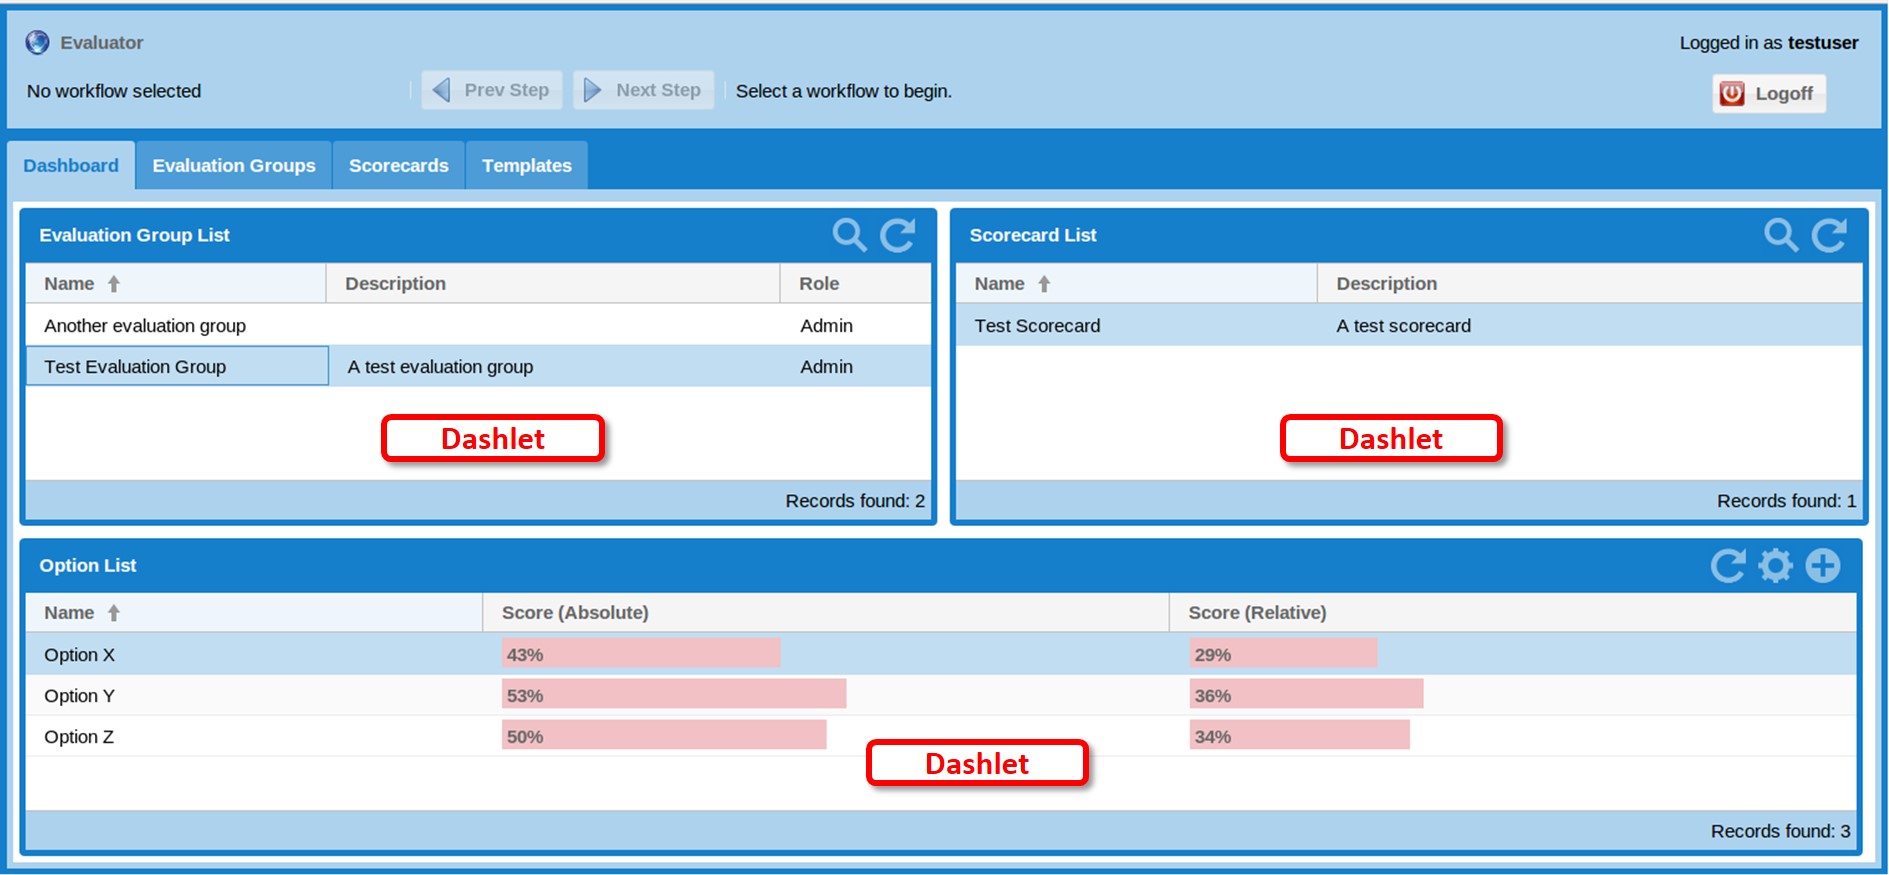 Evaluator
Logged in as testuser
No workflow selected
Prev Step
Next Step
Select a workflow to begin.
Logoff
Dashboard Evaluation Groups Scorecards Templates
Evaluation Group List
Name Description Role
Another evaluation group Admin
Test Evaluation Group A test evaluation group Admin
Dashlet
Records found: 2
Scorecard List
Name Description
Test Scorecard A test scorecard
Dashlet
Records found: 1
Option List
Name Score (Absolute) Score (Relative)
Option X 43% 29%
Option Y 53% 36%
Option Z 50% 34%
Dashlet
Records found: 3